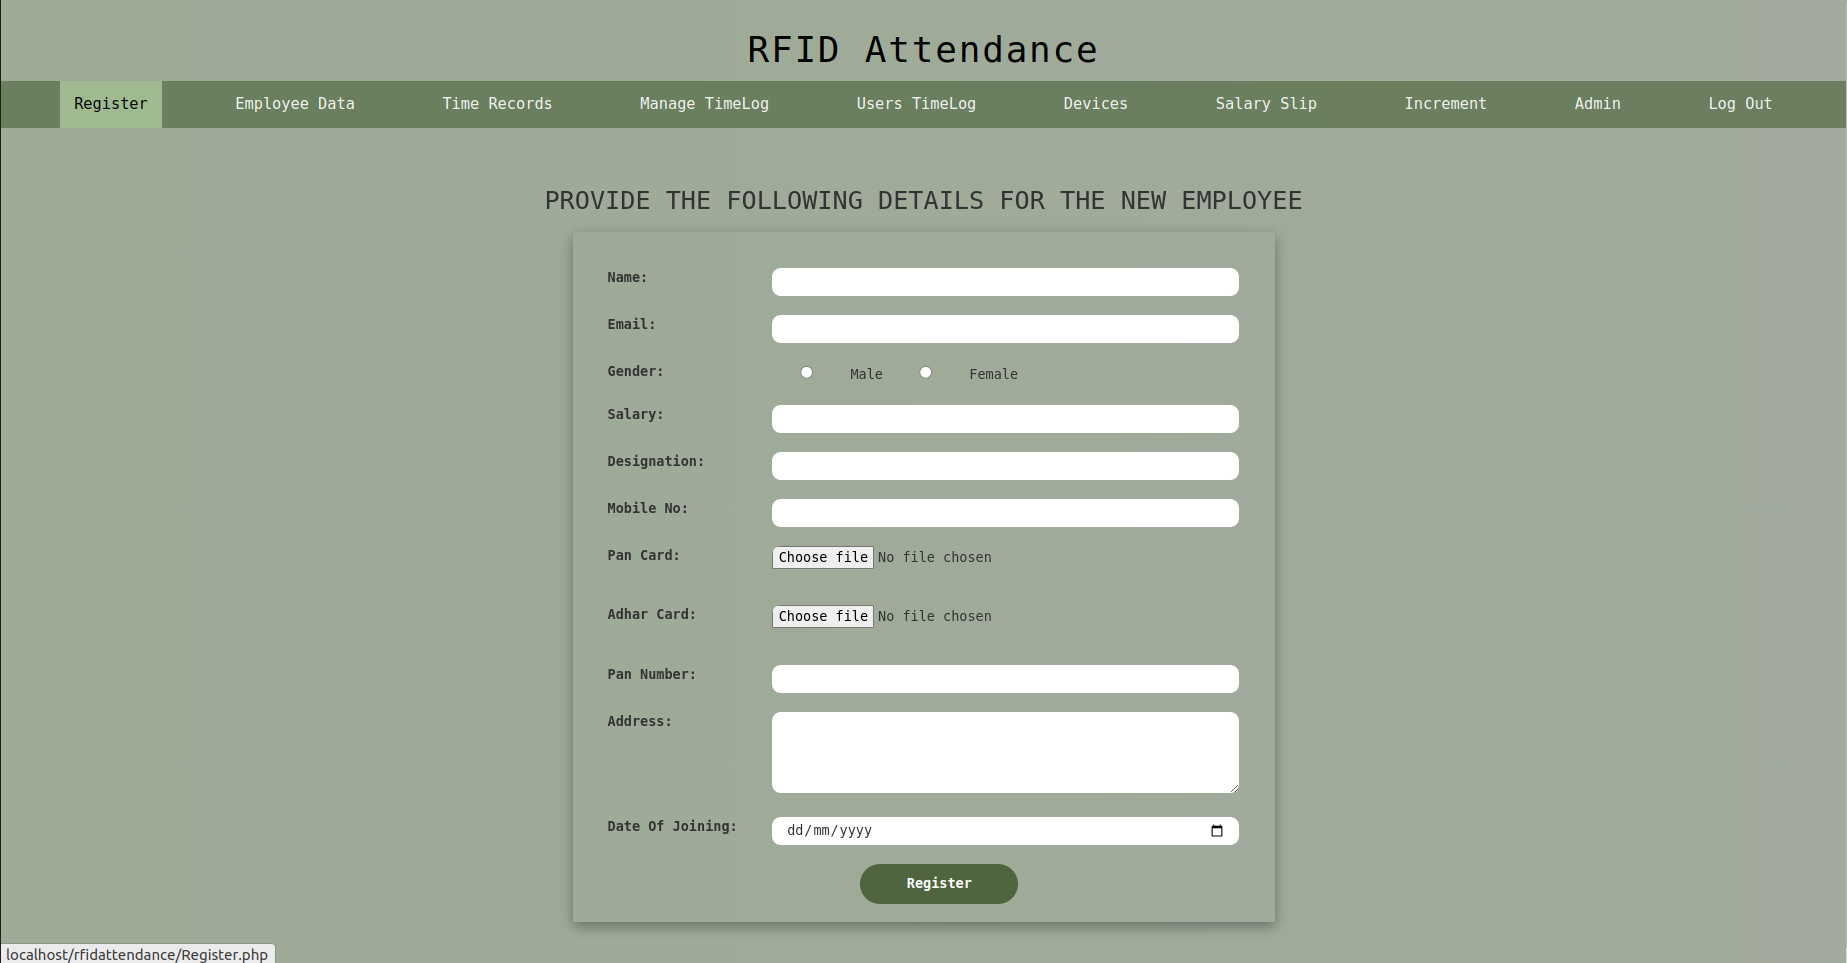 RFID Attendance
Register Employee Data Time Records Manage TimeLog Users TimeLog Devices Salary Slip Increment Admin Log Out
PROVIDE THE FOLLOWING DETAILS FOR THE NEW EMPLOYEE
Name:
Email:
Gender: Male Female
Salary:
Designation:
Mobile No:
Pan Card: Choose file No file chosen
Adhar Card: Choose file No file chosen
Pan Number:
Address:
Date Of Joining: dd/mm/yyyy
Register
localhost/rfidattendance/Register.php